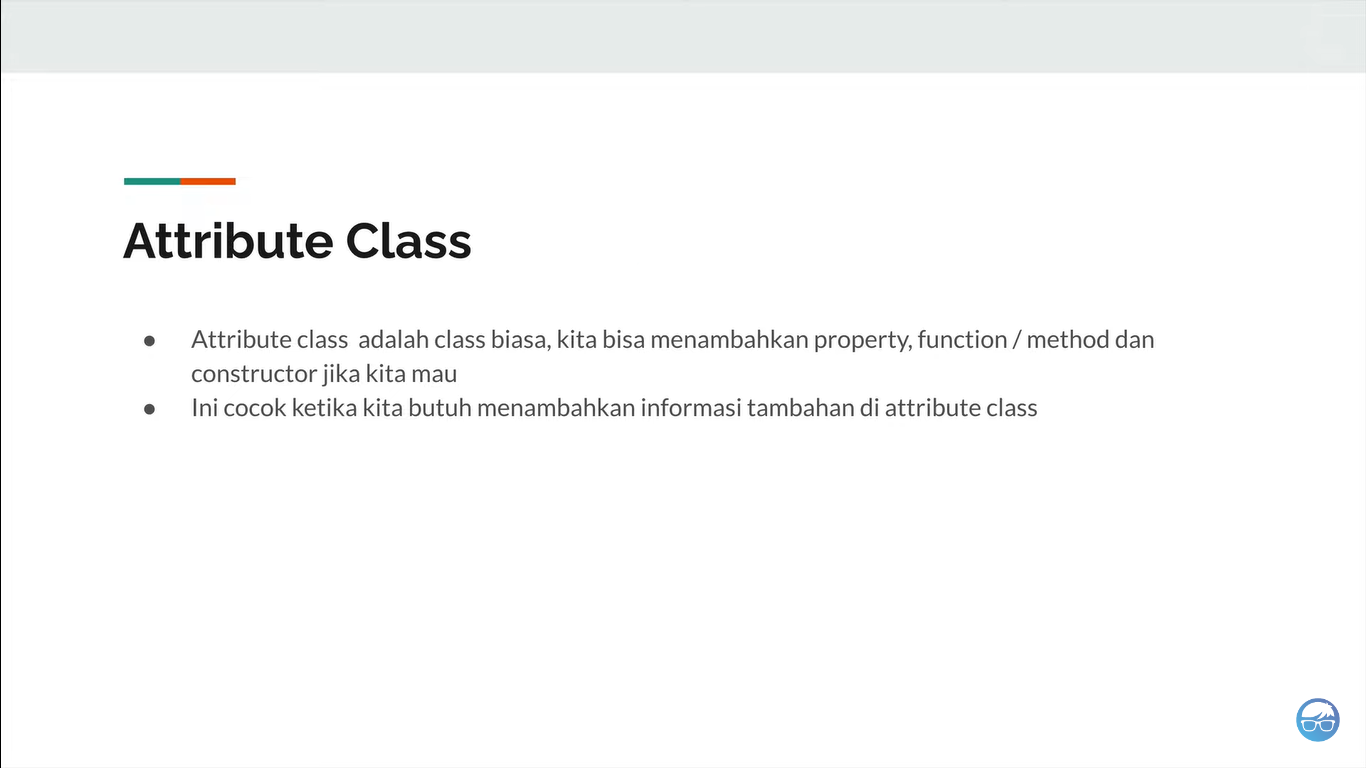 Attribute Class
● Attribute class  adalah class biasa, kita bisa menambahkan property, function / method dan
constructor jika kita mau
● Ini cocok ketika kita butuh menambahkan informasi tambahan di attribute class